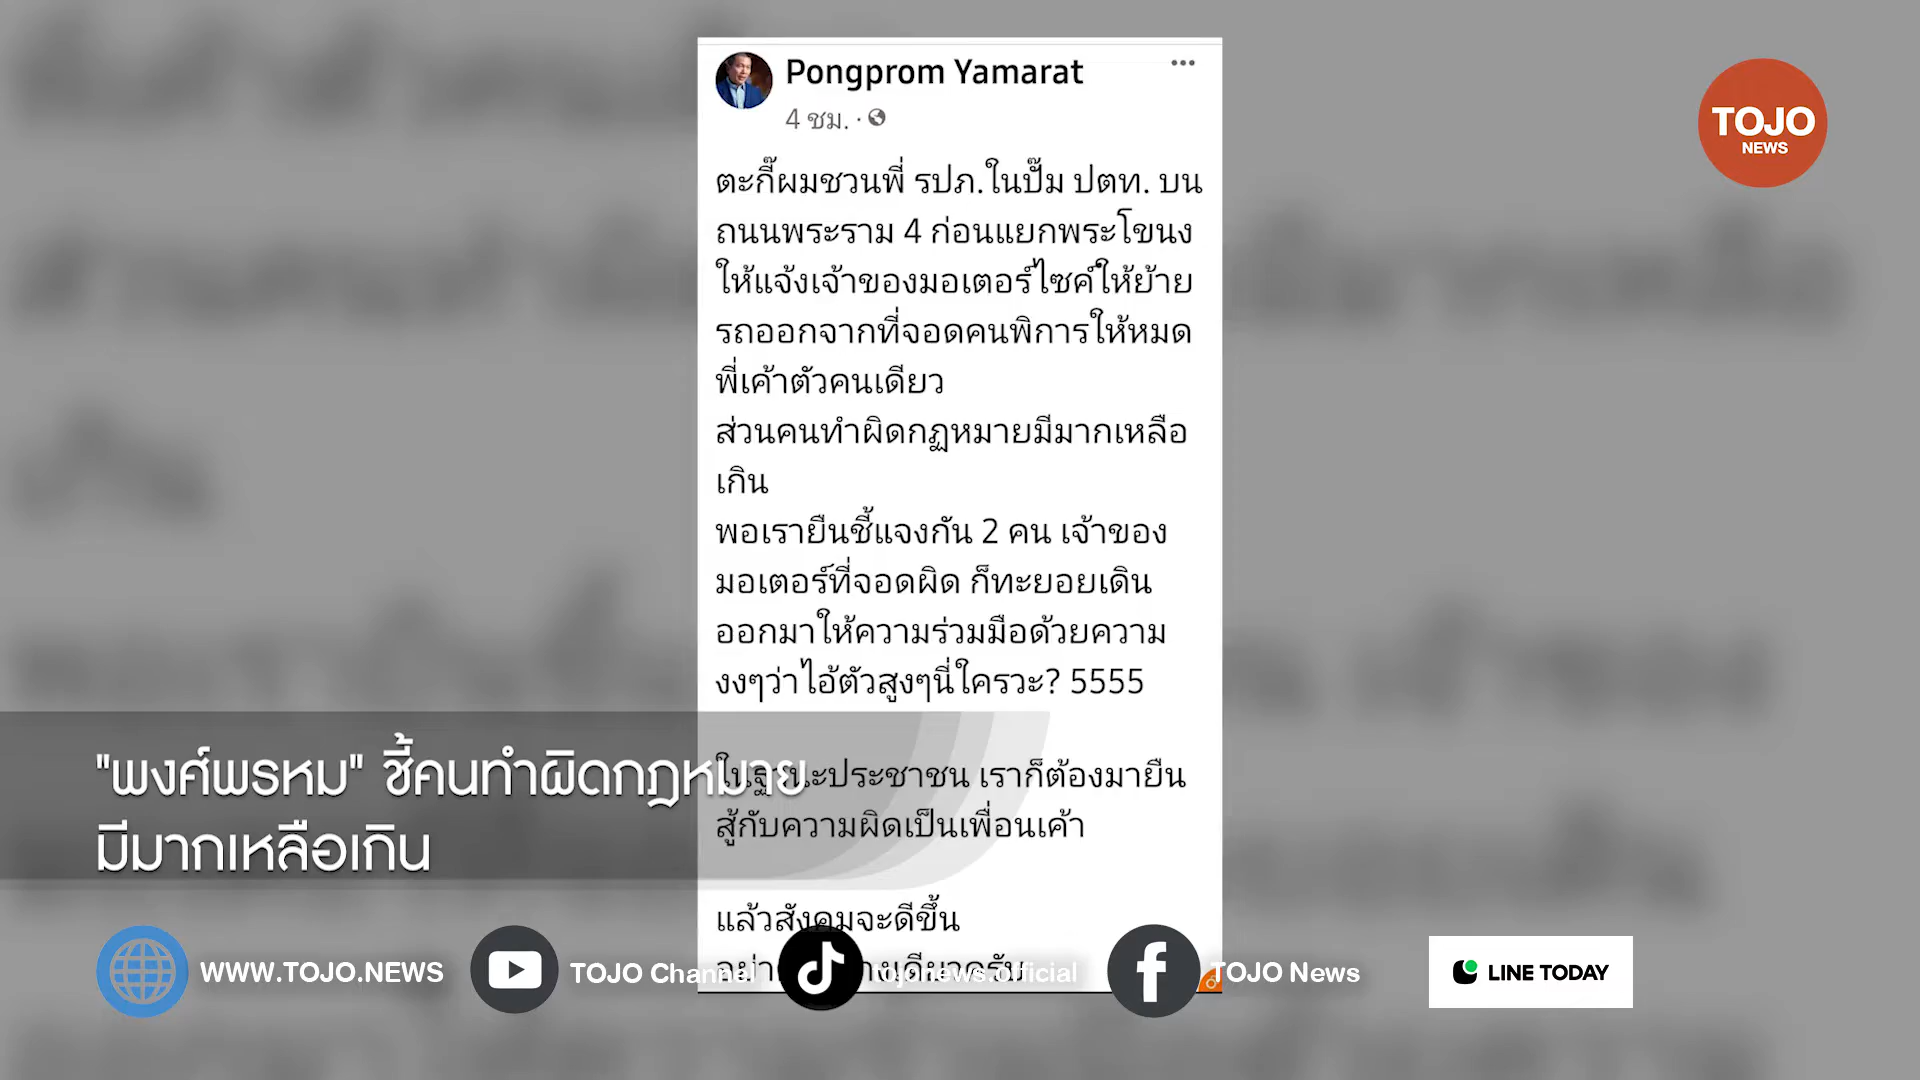 Pongprom Yamarat
4 ชม.
TOJO
NEWS
ตะกี๊ผมชวนพี่ รปภ.ในปั๊ม ปตท. บน
ถนนพระราม 4 ก่อนแยกพระโขนง
ให้แจ้งเจ้าของมอเตอร์ไซค์ให้ย้าย
รถออกจากที่จอดคนพิการให้หมด
พี่เค้าตัวคนเดียว
ส่วนคนทำผิดกฏหมายมีมากเหลือ
เกิน
พอเรายืนชี้แจงกัน 2 คน เจ้าของ
มอเตอร์ที่จอดผิด ก็ทะยอยเดิน
ออกมาให้ความร่วมมือด้วยความ
งงๆว่าไอ้ตัวสูงๆนี่ใครวะ? 5555
ในฐานะประชาชน เราก็ต้องมายืน
สู้กับความผิดเป็นเพื่อนเค้า
แล้วสังคมจะดีขึ้น
"พงศ์พรหม" ชี้คนทำผิดกฎหมาย
มีมากเหลือเกิน
WWW.TOJO.NEWS
TOJO Channel
tojo.news.official
TOJO News
LINE TODAY